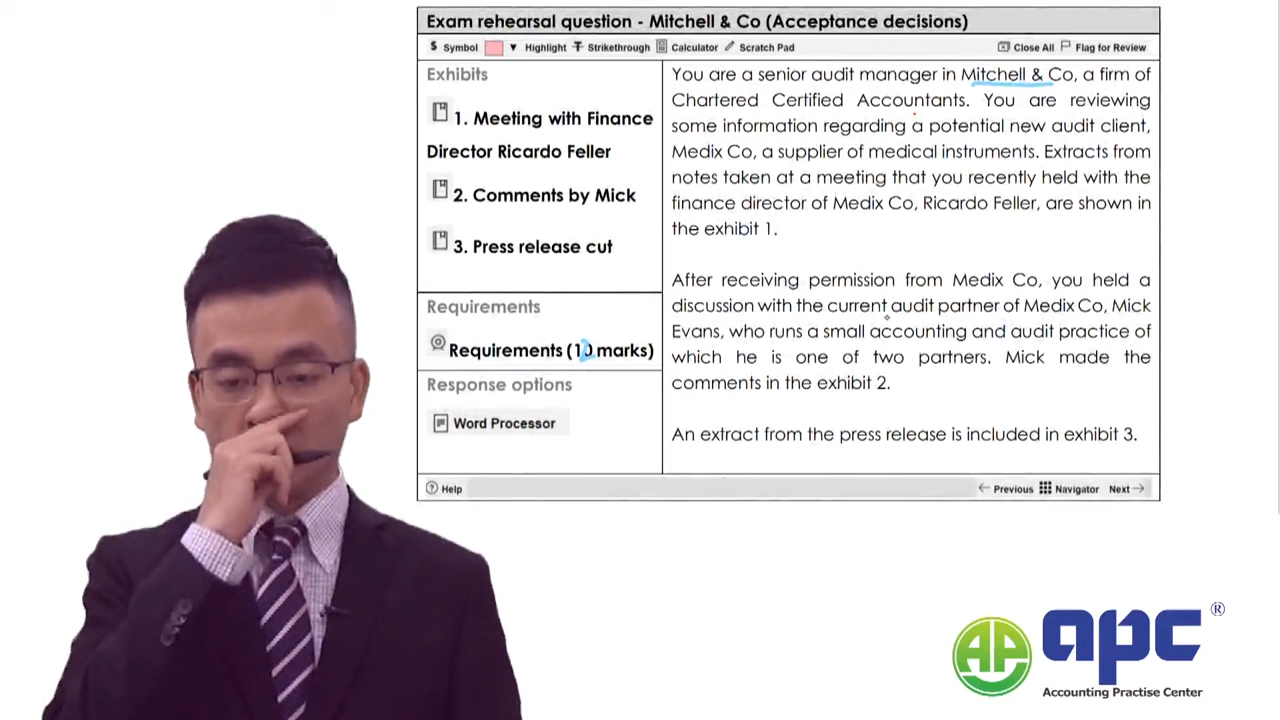 Exam rehearsal question - Mitchell & Co (Acceptance decisions)
$ Symbol Highlight Strikethrough Calculator Scratch Pad Close All Flag for Review
Exhibits
1. Meeting with Finance
Director Ricardo Feller
2. Comments by Mick
3. Press release cut
Requirements
Requirements (12 marks)
Response options
Word Processor
You are a senior audit manager in Mitchell & Co, a firm of
Chartered Certified Accountants. You are reviewing
some information regarding a potential new audit client,
Medix Co, a supplier of medical instruments. Extracts from
notes taken at a meeting that you recently held with the
finance director of Medix Co, Ricardo Feller, are shown in
the exhibit 1.
After receiving permission from Medix Co, you held a
discussion with the current audit partner of Medix Co, Mick
Evans, who runs a small accounting and audit practice of
which he is one of two partners. Mick made the
comments in the exhibit 2.
An extract from the press release is included in exhibit 3.
? Help Previous Navigator Next
AP
apc ®
Accounting Practise Center